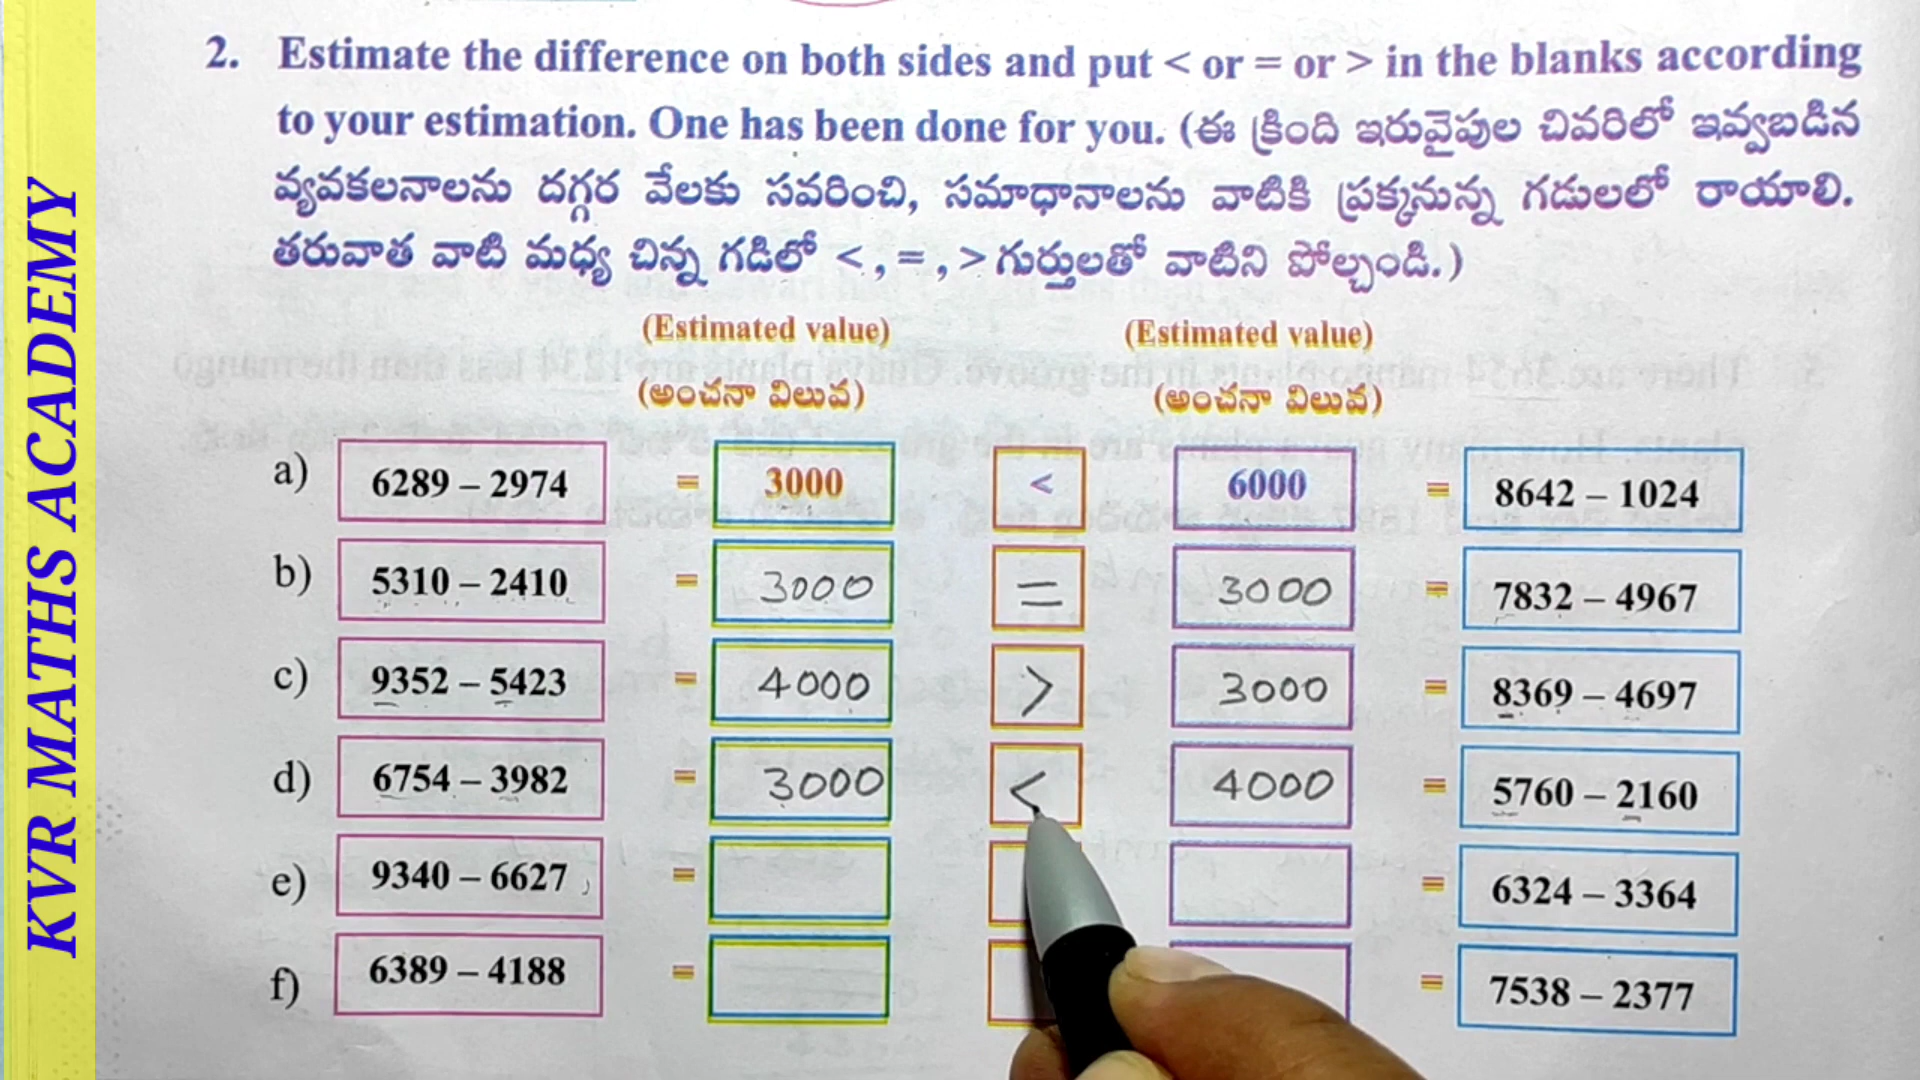 KVR MATHS ACADEMY
2. Estimate the difference on both sides and put < or = or > in the blanks according
to your estimation. One has been done for you. (ఈ క్రింది ఇరువైపుల చివరిలో ఇవ్వబడిన
వ్యవకలనాలను దగ్గర వేలకు సవరించి, సమాధానాలను వాటికి ప్రక్కనున్న గడులలో రాయాలి.
తరువాత వాటి మధ్య చిన్న గడిలో < , = , > గుర్తులతో వాటిని పోల్చండి.)
(Estimated value) (Estimated value)
(అంచనా విలువ) (అంచనా విలువ)
a) 6289 – 2974 = 3000 < 6000 = 8642 – 1024
b) 5310 – 2410 = 3000 = 3000 = 7832 – 4967
c) 9352 – 5423 = 4000 > 3000 = 8369 – 4697
d) 6754 – 3982 = 3000 < 4000 = 5760 – 2160
e) 9340 – 6627 = = 6324 – 3364
f) 6389 – 4188 = = 7538 – 2377